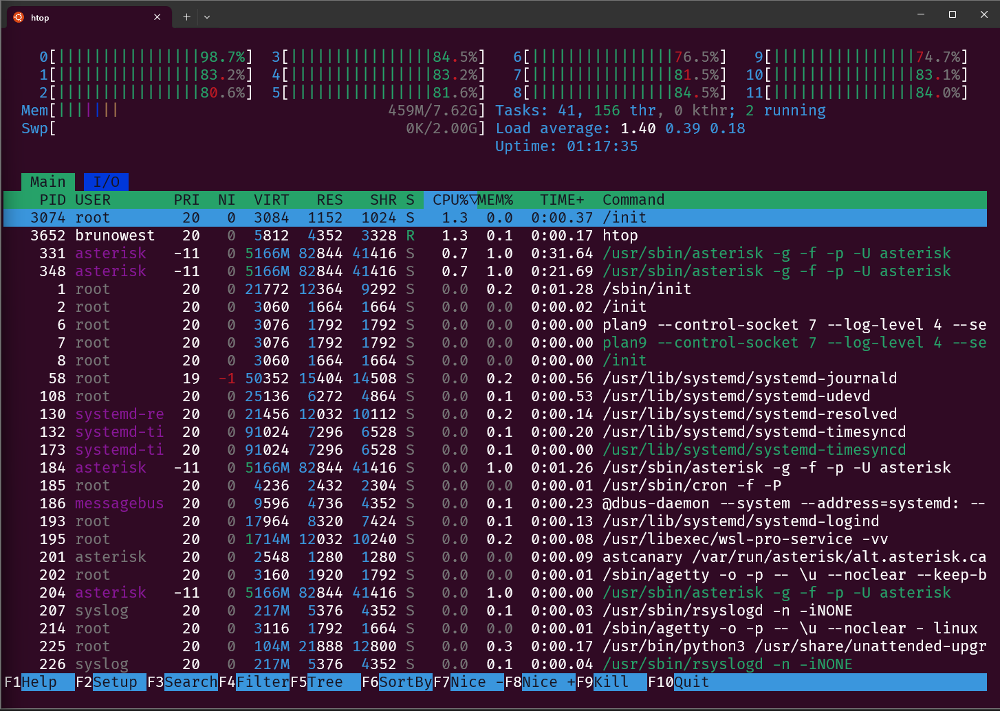 htop
0[||||||||||||||||98.7%] 3[||||||||||||||||84.5%] 6[||||||||||||||||76.5%] 9[||||||||||||||||74.7%]
1[||||||||||||||||83.2%] 4[||||||||||||||||83.2%] 7[||||||||||||||||81.5%] 10[||||||||||||||||83.1%]
2[||||||||||||||||80.6%] 5[||||||||||||||||81.6%] 8[||||||||||||||||84.5%] 11[||||||||||||||||84.0%]
Mem[||||||| 459M/7.62G] Tasks: 41, 156 thr, 0 kthr; 2 running
Swp[ 0K/2.00G] Load average: 1.40 0.39 0.18
Uptime: 01:17:35
Main I/O
PID USER PRI NI VIRT RES SHR S CPU%▽MEM% TIME+ Command
3074 root 20 0 3084 1152 1024 S 1.3 0.0 0:00.37 /init
3652 brunowest 20 0 5812 4352 3328 R 1.3 0.1 0:00.17 htop
331 asterisk -11 5166M 82844 41416 S 0.7 1.0 0:31.64 /usr/sbin/asterisk -g -f -p -U asterisk
348 asterisk -11 5166M 82844 41416 S 0.7 1.0 0:21.69 /usr/sbin/asterisk -g -f -p -U asterisk
1 root 20 0 21772 12364 9292 S 0.0 0.2 0:01.28 /sbin/init
2 root 20 0 3060 1664 1664 S 0.0 0.0 0:00.02 /init
6 root 20 0 3076 1792 1792 S 0.0 0.0 0:00.00 plan9 --control-socket 7 --log-level 4 --se
7 root 20 0 3076 1792 1792 S 0.0 0.0 0:00.00 plan9 --control-socket 7 --log-level 4 --se
8 root 20 0 3060 1664 1664 S 0.0 0.0 0:00.00 /init
58 root 19 -1 50352 15404 14508 S 0.0 0.2 0:00.56 /usr/lib/systemd/systemd-journald
108 root 20 0 25136 6272 4864 S 0.0 0.1 0:00.53 /usr/lib/systemd/systemd-udevd
130 systemd-re 20 0 21456 12032 10112 S 0.0 0.2 0:00.14 /usr/lib/systemd/systemd-resolved
132 systemd-ti 20 0 91024 7296 6528 S 0.0 0.1 0:00.20 /usr/lib/systemd/systemd-timesyncd
173 systemd-ti 20 0 91024 7296 6528 S 0.0 0.1 0:00.00 /usr/lib/systemd/systemd-timesyncd
184 asterisk -11 5166M 82844 41416 S 0.0 1.0 0:01.26 /usr/sbin/asterisk -g -f -p -U asterisk
185 root 20 0 4236 2432 2304 S 0.0 0.0 0:00.01 /usr/sbin/cron -f -P
186 messagebus 20 0 9596 4736 4352 S 0.0 0.1 0:00.23 @dbus-daemon --system --address=systemd: --
193 root 20 0 17964 8320 7424 S 0.0 0.1 0:00.13 /usr/lib/systemd/systemd-logind
195 root 20 0 1714M 12032 10240 S 0.0 0.2 0:00.08 /usr/libexec/wsl-pro-service -vv
201 asterisk 20 0 2548 1280 1280 S 0.0 0.0 0:00.09 astcanary /var/run/asterisk/alt.asterisk.ca
202 root 20 0 3160 1920 1792 S 0.0 0.0 0:00.01 /sbin/agetty -o -p -- \u --noclear --keep-b
204 asterisk -11 5166M 82844 41416 S 0.0 1.0 0:00.00 /usr/sbin/asterisk -g -f -p -U asterisk
207 syslog 20 0 217M 5376 4352 S 0.0 0.1 0:00.03 /usr/sbin/rsyslogd -n -iNONE
214 root 20 0 3116 1792 1664 S 0.0 0.0 0:00.01 /sbin/agetty -o -p -- \u --noclear - linux
225 root 20 0 104M 21888 12800 S 0.0 0.3 0:00.17 /usr/bin/python3 /usr/share/unattended-upgr
226 syslog 20 0 217M 5376 4352 S 0.0 0.1 0:00.04 /usr/sbin/rsyslogd -n -iNONE
F1Help F2Setup F3SearchF4FilterF5Tree F6SortByF7Nice -F8Nice +F9Kill F10Quit